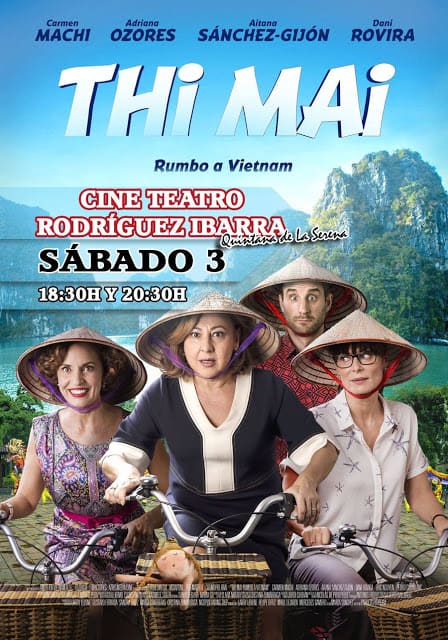 Carmen MACHI Adriana OZORES Aitana SÁNCHEZ-GIJÓN Dani ROVIRA
THi MAi
Rumbo a Vietnam
CINE TEATRO
RODRÍGUEZ IBARRA
Quintana de La Serena
SÁBADO 3
18:30H Y 20:30H